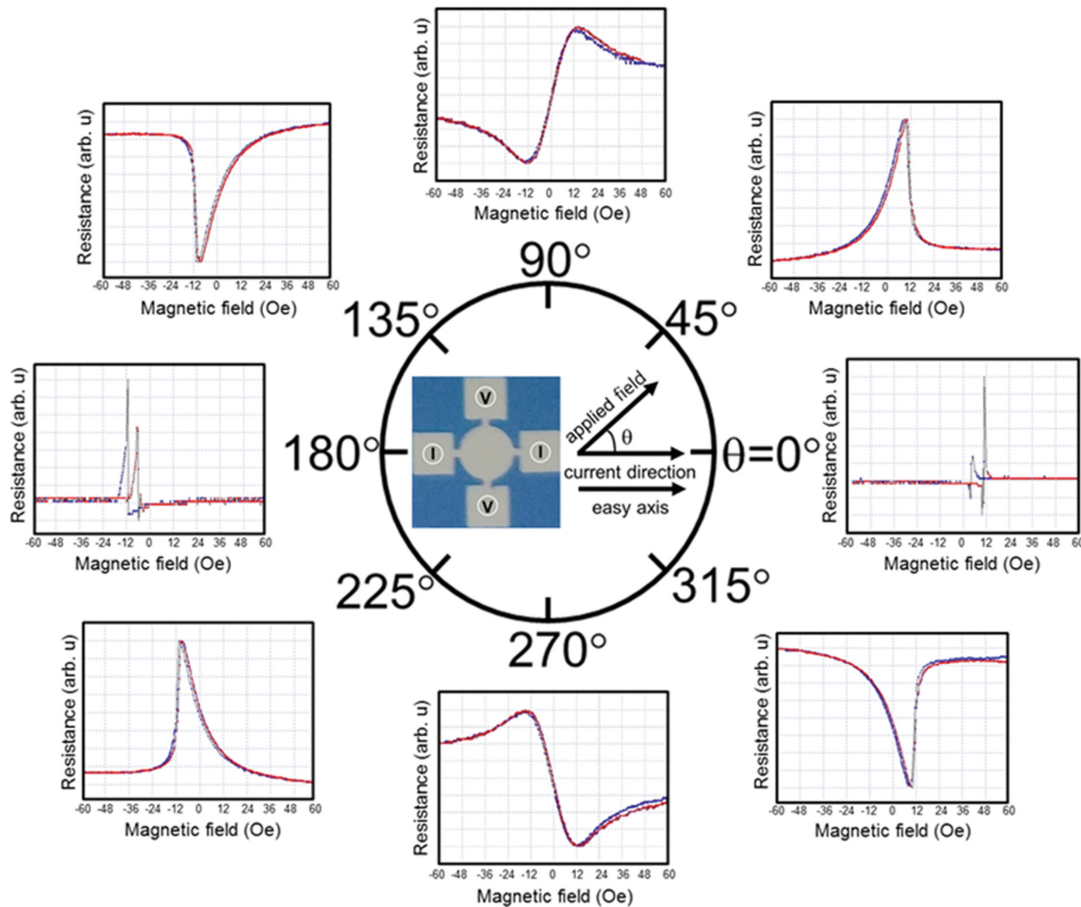 Resistance (arb. u)
-60 -48 -36 -24 -12 0 12 24 36 48 60
Magnetic field (Oe)
Resistance (arb. u)
-60 -48 -36 -24 -12 0 12 24 36 48 60
Magnetic field (Oe)
Resistance (arb. u)
-60 -48 -36 -24 -12 0 12 24 36 48 60
Magnetic field (Oe)
90°
135°
45°
Resistance (arb. u)
-60 -48 -36 -24 -12 0 12 24 36 48 60
Magnetic field (Oe)
180°
V
I
I
V
applied field
θ
current direction
easy axis
θ=0°
Resistance (arb. u)
-60 -48 -36 -24 -12 0 12 24 36 48 60
Magnetic field (Oe)
225°
315°
270°
Resistance (arb. u)
-60 -48 -36 -24 -12 0 12 24 36 48 60
Magnetic field (Oe)
Resistance (arb. u)
-60 -48 -36 -24 -12 0 12 24 36 48 60
Magnetic field (Oe)
Resistance (arb. u)
-60 -48 -36 -24 -12 0 12 24 36 48 60
Magnetic field (Oe)